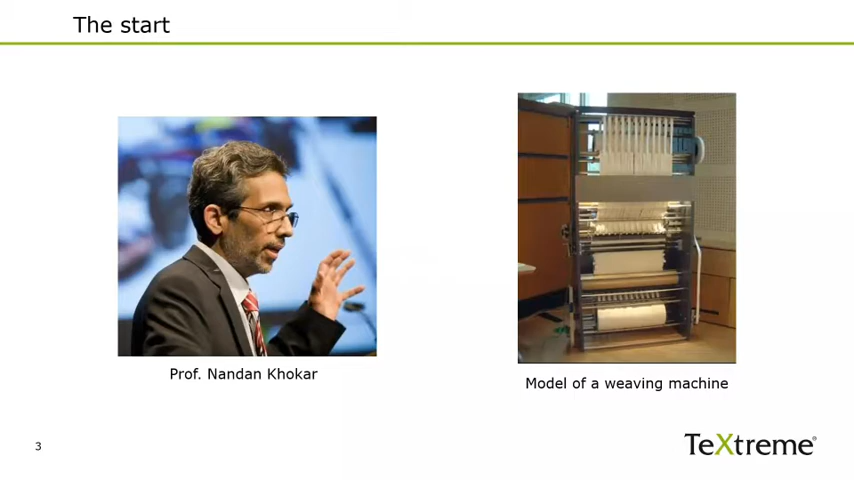 The start
Prof. Nandan Khokar
Model of a weaving machine
3
TeXtreme®